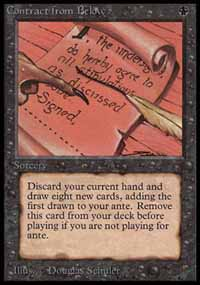 Contract from Below
I the undersi
do hereby agree to
all stipulations
as discussed
Signed,
Sorcery
Discard your current hand and
draw eight new cards, adding the
first drawn to your ante. Remove
this card from your deck before
playing if you are not playing for
ante.
Illus. Douglas Schuler